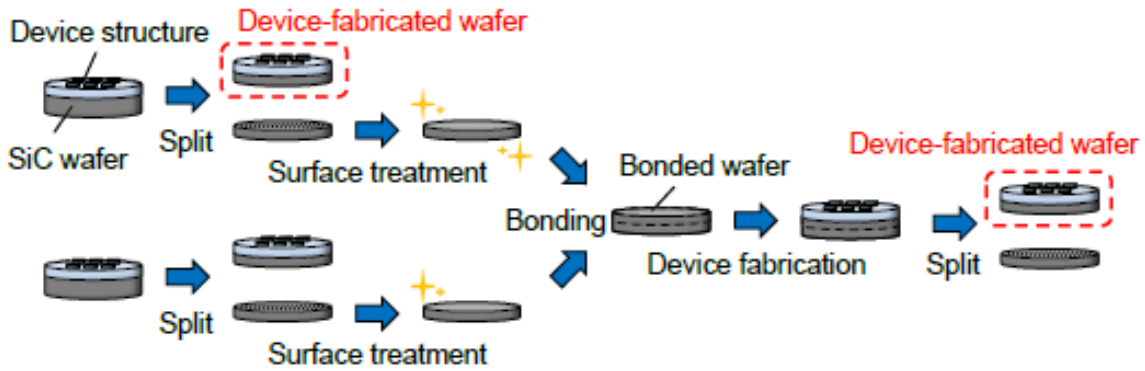 Device structure
Device-fabricated wafer
SiC wafer
Split
Surface treatment
Device-fabricated wafer
Bonded wafer
Bonding
Device fabrication
Split
Split
Surface treatment